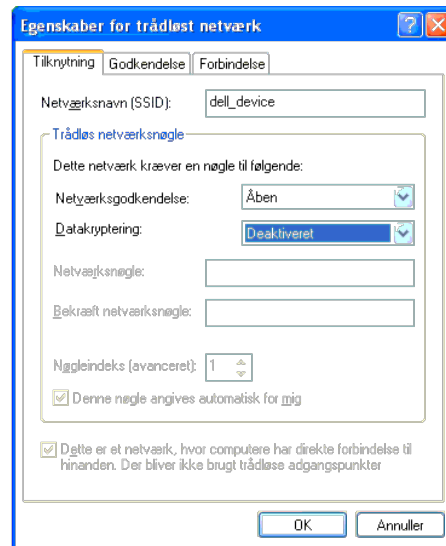 Egenskaber for trådløst netværk
Tilknytning Godkendelse Forbindelse
Netværksnavn (SSID): dell_device
Trådløs netværksnøgle
Dette netværk kræver en nøgle til følgende:
Netværksgodkendelse: Åben
Datakryptering: Deaktiveret
Netværksnøgle:
Bekræft netværksnøgle:
Nøgleindeks (avanceret): 1
Denne nøgle angives automatisk for mig
Dette er et netværk, hvor computere har direkte forbindelse til
hinanden. Der bliver ikke brugt trådløse adgangspunkter
OK Annuller